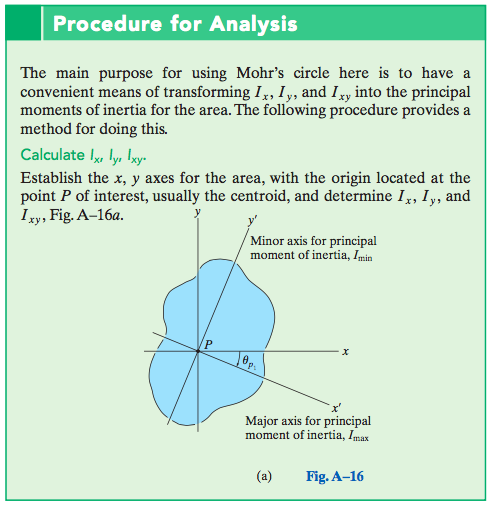 Procedure for Analysis
The main purpose for using Mohr's circle here is to have a
convenient means of transforming Ix, Iy, and Ixy into the principal
moments of inertia for the area. The following procedure provides a
method for doing this.
Calculate Ix, Iy, Ixy.
Establish the x, y axes for the area, with the origin located at the
point P of interest, usually the centroid, and determine Ix, Iy, and
Ixy, Fig. A–16a.
y
y'
Minor axis for principal
moment of inertia, Imin
P
x
θp1
x'
Major axis for principal
moment of inertia, Imax
(a) Fig. A–16